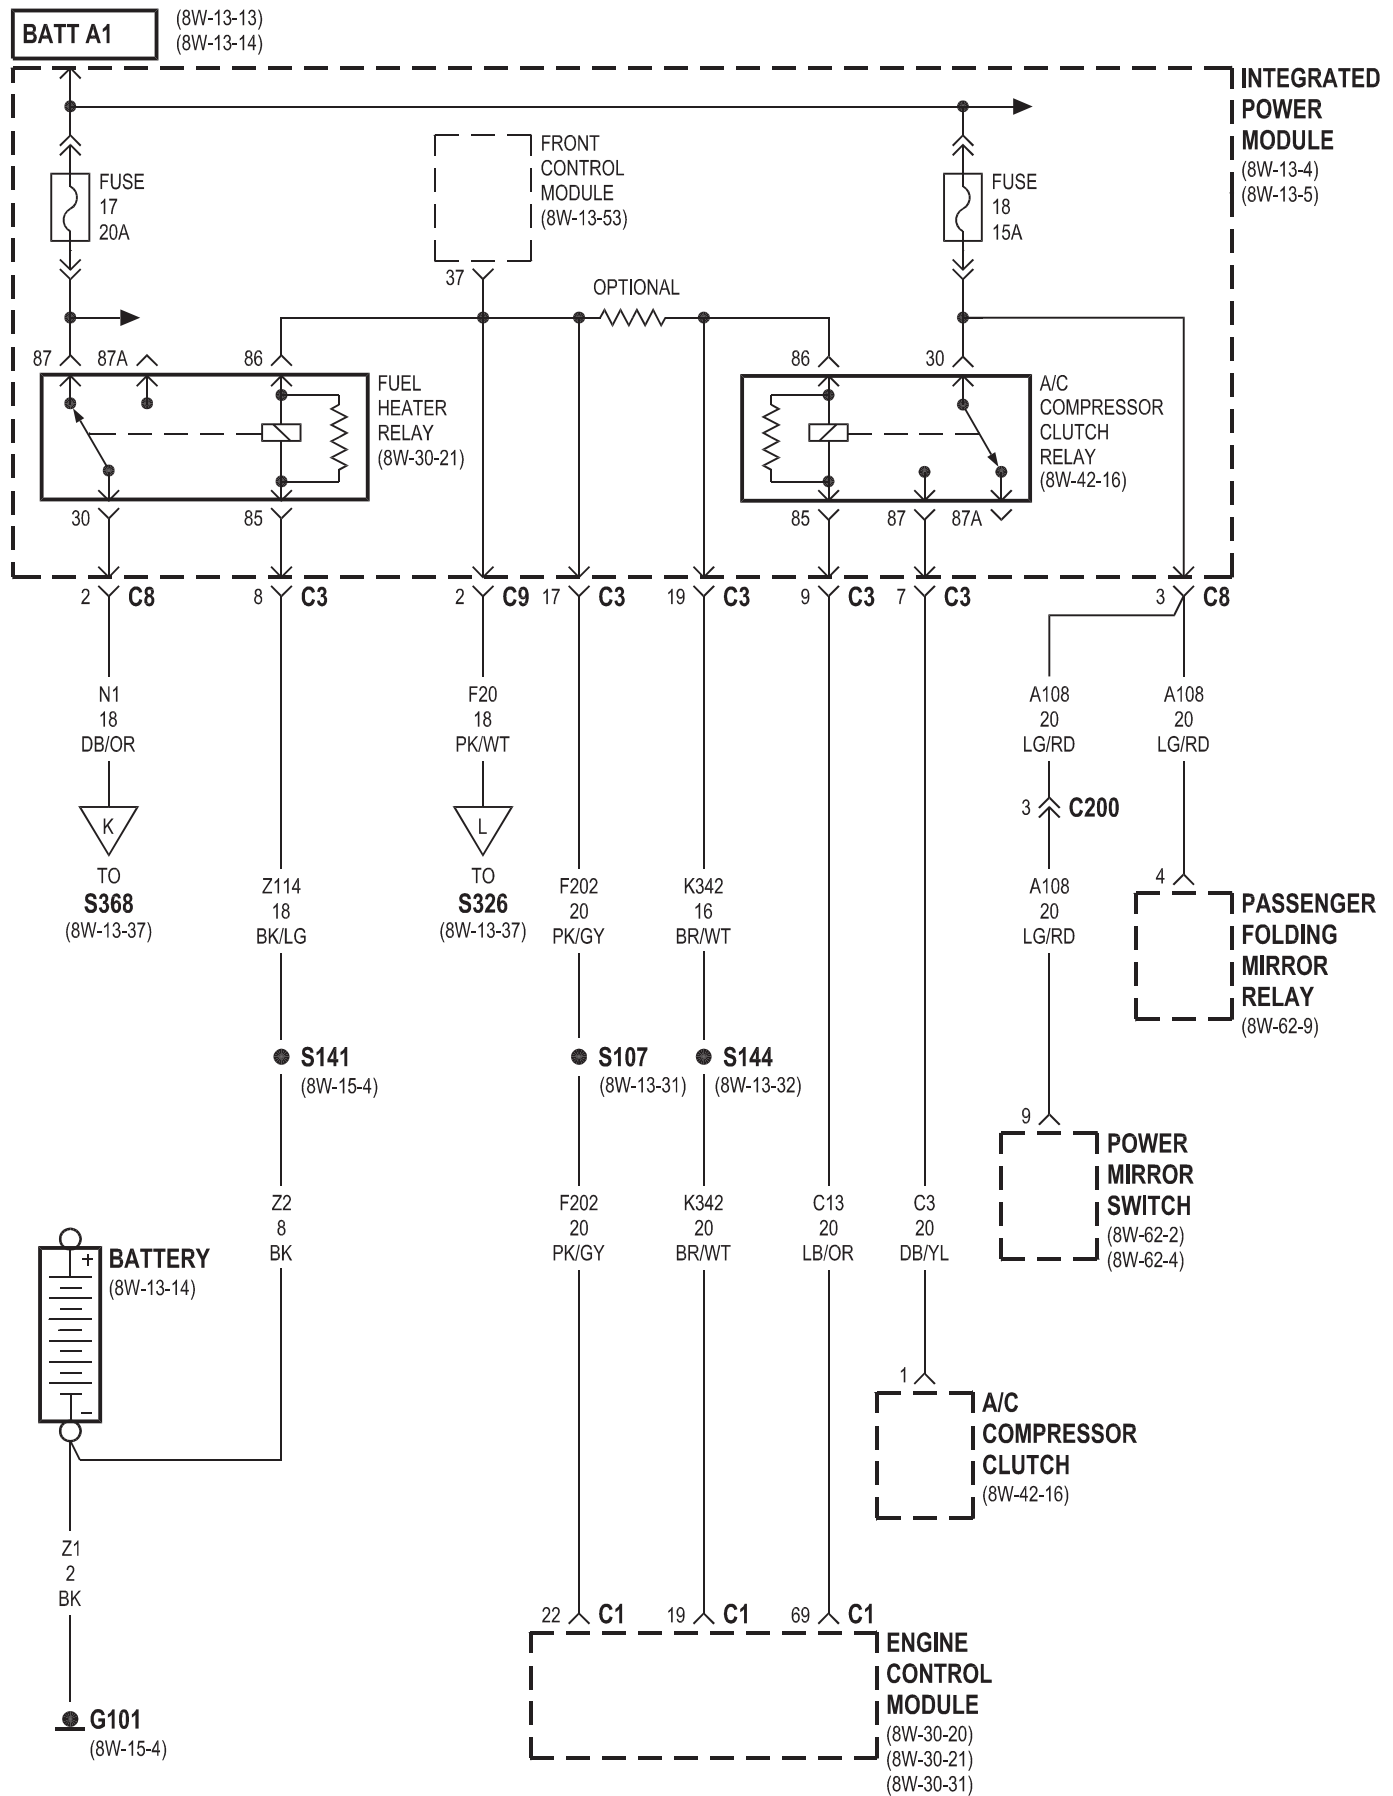 BATT A1
(8W-13-13)
(8W-13-14)
INTEGRATED
POWER
MODULE
(8W-13-4)
(8W-13-5)
FUSE
17
20A
FRONT
CONTROL
MODULE
(8W-13-53)
37
FUSE
18
15A
OPTIONAL
87
87A
86
86
30
FUEL
HEATER
RELAY
(8W-30-21)
A/C
COMPRESSOR
CLUTCH
RELAY
(8W-42-16)
30
85
85
87
87A
2
C8
8
C3
2
C9
17
C3
19
C3
9
C3
7
C3
3
C8
N1
18
DB/OR
F20
18
PK/WT
A108
20
LG/RD
A108
20
LG/RD
3
C200
K
TO
S368
(8W-13-37)
L
TO
S326
(8W-13-37)
Z114
18
BK/LG
F202
20
PK/GY
K342
16
BR/WT
A108
20
LG/RD
4
PASSENGER
FOLDING
MIRROR
RELAY
(8W-62-9)
S141
(8W-15-4)
S107
(8W-13-31)
S144
(8W-13-32)
9
POWER
MIRROR
SWITCH
(8W-62-2)
(8W-62-4)
Z2
8
BK
F202
20
PK/GY
K342
20
BR/WT
C13
20
LB/OR
C3
20
DB/YL
+
BATTERY
(8W-13-14)
−
1
A/C
COMPRESSOR
CLUTCH
(8W-42-16)
Z1
2
BK
22
C1
19
C1
69
C1
ENGINE
CONTROL
MODULE
(8W-30-20)
(8W-30-21)
(8W-30-31)
G101
(8W-15-4)